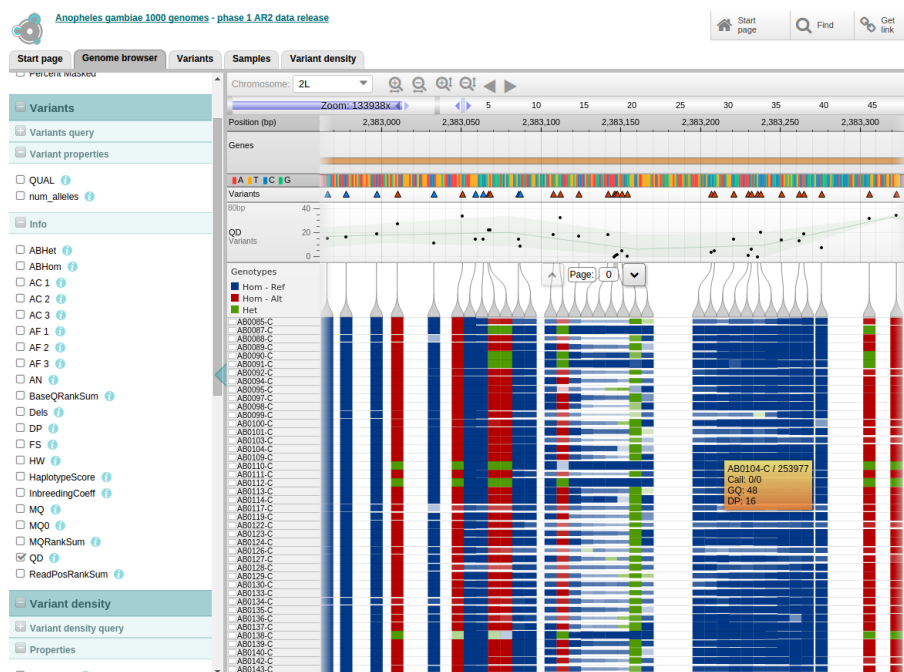 Anopheles gambiae 1000 genomes - phase 1 AR2 data release
Start page
Find
Get link
Start page
Genome browser
Variants
Samples
Variant density
Percent Masked
Variants
Variants query
Variant properties
QUAL
num_alleles
Info
ABHet
ABHom
AC 1
AC 2
AC 3
AF 1
AF 2
AF 3
AN
BaseQRankSum
Dels
DP
FS
HW
HaplotypeScore
InbreedingCoeff
MQ
MQ0
MQRankSum
QD
ReadPosRankSum
Variant density
Variant density query
Properties
Chromosome: 2L
Zoom: 133938x
5 10 15 20 25 30 35 40 45
Position (bp)
2,383,000 2,383,050 2,383,100 2,383,150 2,383,200 2,383,250 2,383,300
Genes
A T C G
Variants
80bp
QD
Variants
40
20
0
Genotypes
Page: 0
Hom - Ref
Hom - Alt
Het
AB0085-C
AB0087-C
AB0088-C
AB0089-C
AB0090-C
AB0091-C
AB0092-C
AB0094-C
AB0095-C
AB0097-C
AB0098-C
AB0099-C
AB0100-C
AB0101-C
AB0103-C
AB0104-C
AB0109-C
AB0110-C
AB0111-C
AB0112-C
AB0113-C
AB0114-C
AB0117-C
AB0119-C
AB0122-C
AB0123-C
AB0124-C
AB0126-C
AB0127-C
AB0128-C
AB0129-C
AB0130-C
AB0133-C
AB0134-C
AB0135-C
AB0136-C
AB0137-C
AB0138-C
AB0139-C
AB0140-C
AB0142-C
AB0143-C
AB0104-C / 253977
Call: 0/0
GQ: 48
DP: 16